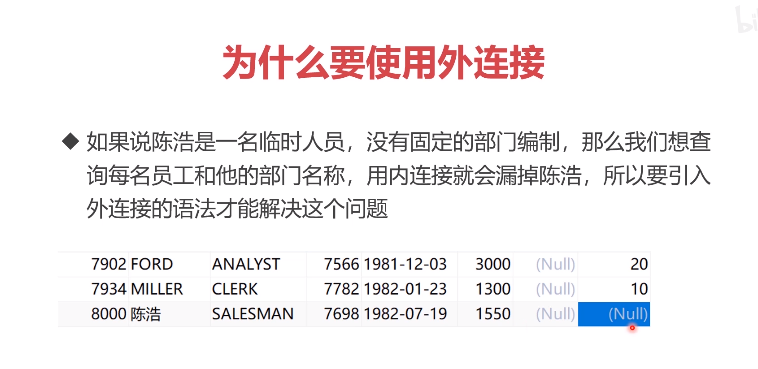 为什么要使用外连接
◆ 如果说陈浩是一名临时人员，没有固定的部门编制，那么我们想查
询每名员工和他的部门名称，用内连接就会漏掉陈浩，所以要引入
外连接的语法才能解决这个问题
7902 FORD ANALYST 7566 1981-12-03 3000 (Null) 20
7934 MILLER CLERK 7782 1982-01-23 1300 (Null) 10
8000 陈浩 SALESMAN 7698 1982-07-19 1550 (Null) (Null)